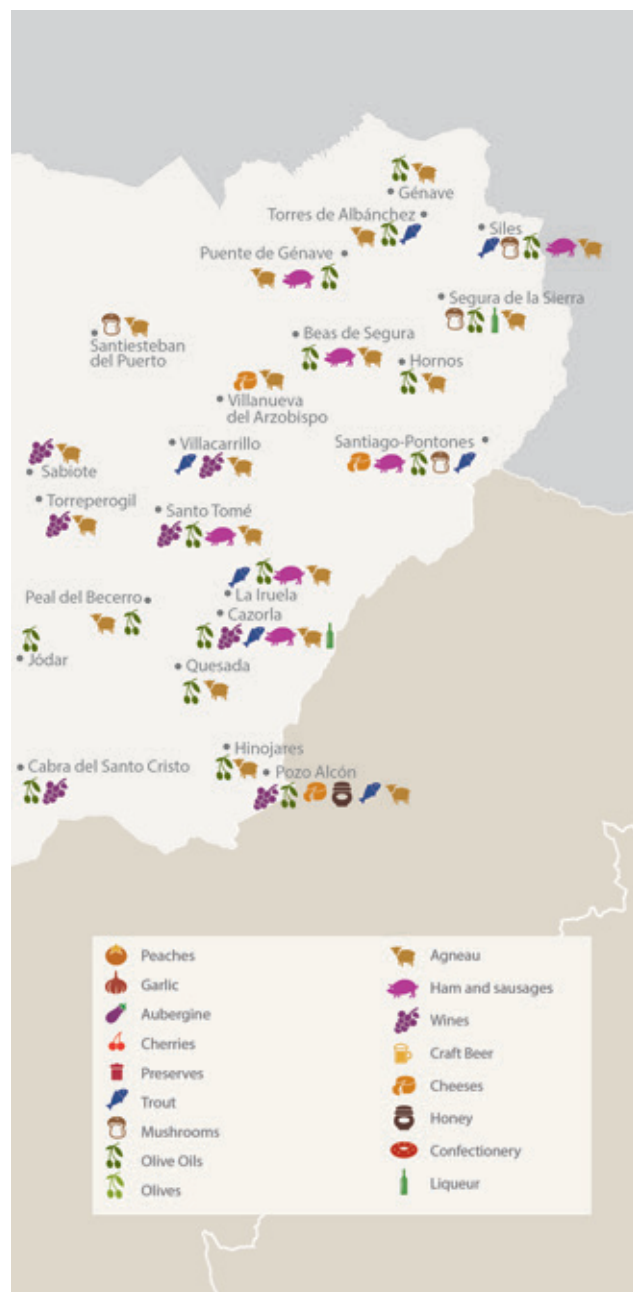 Génave
Torres de Albánchez
Siles
Puente de Génave
Segura de la Sierra
Santiesteban
del Puerto
Beas de Segura
Hornos
Villanueva
del Arzobispo
Villacarrillo
Santiago-Pontones
Sabiote
Torreperogil
Santo Tomé
La Iruela
Peal del Becerro
Cazorla
Jódar
Quesada
Hinojares
Cabra del Santo Cristo
Pozo Alcón
Peaches
Garlic
Aubergine
Cherries
Preserves
Trout
Mushrooms
Olive Oils
Olives
Agneau
Ham and sausages
Wines
Craft Beer
Cheeses
Honey
Confectionery
Liqueur